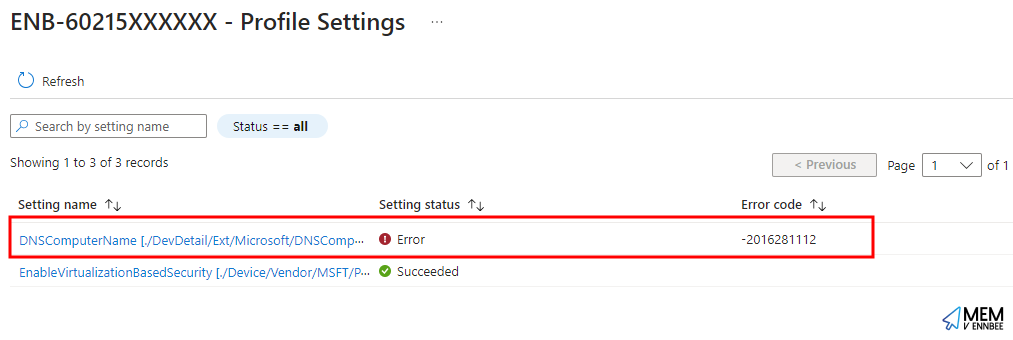 ENB-60215XXXXXX - Profile Settings ...
Refresh
Search by setting name
Status == all
Showing 1 to 3 of 3 records
< Previous Page 1 of 1
Setting name ↑↓ Setting status ↑↓ Error code ↑↓
DNSComputerName [./DevDetail/Ext/Microsoft/DNSComp... Error -2016281112
EnableVirtualizationBasedSecurity [./Device/Vendor/MSFT/P... Succeeded
MEM
V ENNBEE